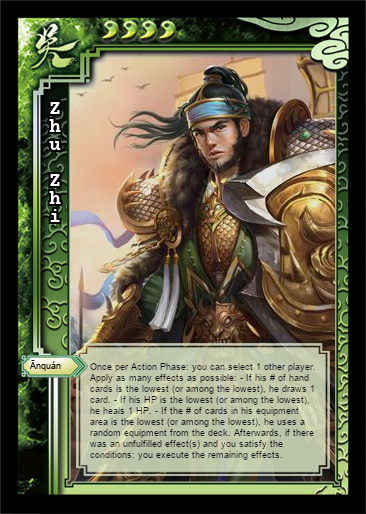 吳
Zhu Zhi
Ānquán
Once per Action Phase: you can select 1 other player.
Apply as many effects as possible: - If his # of hand
cards is the lowest (or among the lowest), he draws 1
card. - If his HP is the lowest (or among the lowest),
he heals 1 HP. - If the # of cards in his equipment
area is the lowest (or among the lowest), he uses a
random equipment from the deck. Afterwards, if there
was an unfulfilled effect(s) and you satisfy the
conditions: you execute the remaining effects.